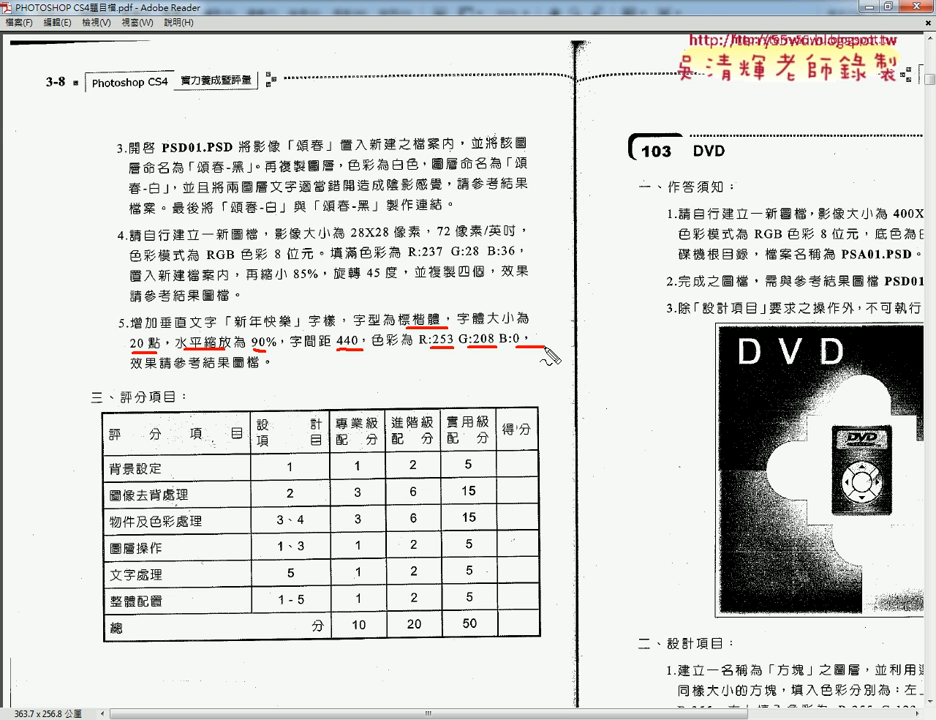 PHOTOSHOP CS4題目檔.pdf - Adobe Reader
檔案(F) 編輯(E) 檢視(V) 視窗(W) 說明(H)
http://55wu.blogspot.tw
吳清輝老師錄製
3-8 Photoshop CS4 實力養成暨評量
3.開啟 PSD01.PSD 將影像「頌春」置入新建之檔案內，並將該圖
層命名為「頌春-黑」。再複製圖層，色彩為白色，圖層命名為「頌
春-白」，並且將兩圖層文字適當錯開造成陰影感覺，請參考結果
檔案。最後將「頌春-白」與「頌春-黑」製作連結。
4.請自行建立一新圖檔，影像大小為 28X28 像素，72 像素/英吋，
色彩模式為 RGB 色彩 8 位元。填滿色彩為 R:237 G:28 B:36，
置入新建檔案內，再縮小 85%，旋轉 45 度，並複製四個，效果
請參考結果圖檔。
5.增加垂直文字「新年快樂」字樣，字型為標楷體，字體大小為
20 點，水平縮放為 90%，字間距 440，色彩為 R:253 G:208 B:0，
效果請參考結果圖檔。
三、評分項目：
評分項目 設計項目 專業級配分 進階級配分 實用級配分 得分
背景設定 1 1 2 5
圖像去背處理 2 3 6 15
物件及色彩處理 3、4 3 6 15
圖層操作 1、3 1 2 5
文字處理 5 1 2 5
整體配置 1 - 5 1 2 5
總分 10 20 50
103 DVD
一、作答須知：
1.請自行建立一新圖檔，影像大小為 400X
色彩模式為 RGB 色彩 8 位元，底色為
碟機根目錄，檔案名稱為 PSA01.PSD。
2.完成之圖檔，需與參考結果圖檔 PSD01
3.除「設計項目」要求之操作外，不可執行
DVD
DVD
二、設計項目：
1.建立一名稱為「方塊」之圖層，並利用
同樣大小的方塊，填入色彩分別為：左
363.7 x 256.8 公釐